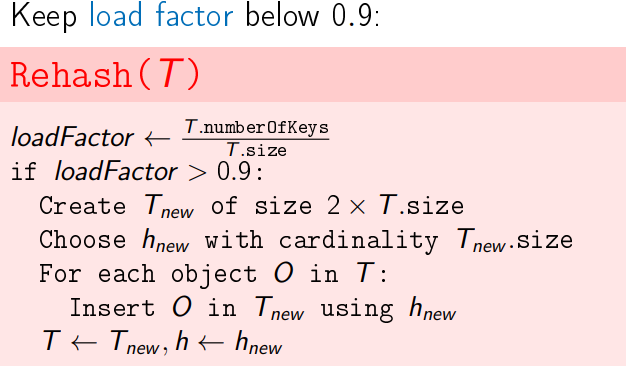 Keep load factor below 0.9:
Rehash(T)
loadFactor ← T.numberOfKeys / T.size
if loadFactor > 0.9:
Create T_new of size 2 × T.size
Choose h_new with cardinality T_new.size
For each object O in T:
Insert O in T_new using h_new
T ← T_new, h ← h_new